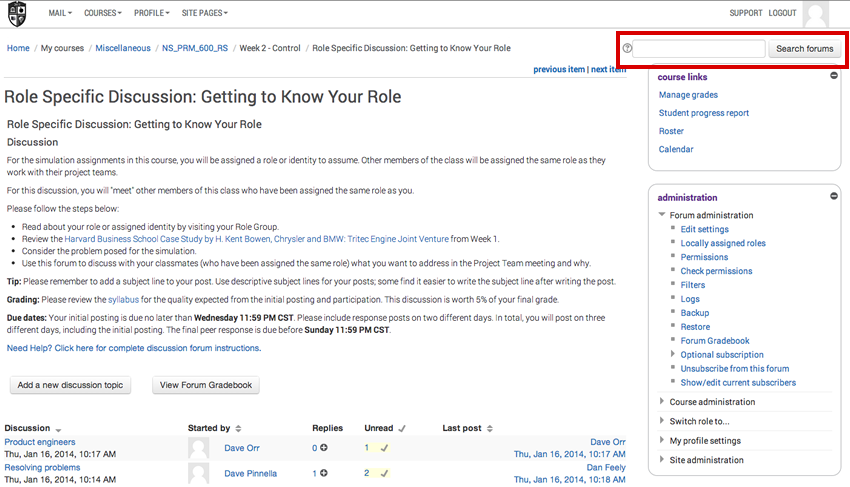 MAIL COURSES PROFILE SITE PAGES SUPPORT LOGOUT
Home / My courses / Miscellaneous / NS_PRM_600_RS / Week 2 - Control / Role Specific Discussion: Getting to Know Your Role
? Search forums
previous item | next item
Role Specific Discussion: Getting to Know Your Role
Role Specific Discussion: Getting to Know Your Role
Discussion
For the simulation assignments in this course, you will be assigned a role or identity to assume. Other members of the class will be assigned the same role as they
work with their project teams.
For this discussion, you will "meet" other members of this class who have been assigned the same role as you.
Please follow the steps below:
• Read about your role or assigned identity by visiting your Role Group.
• Review the Harvard Business School Case Study by H. Kent Bowen, Chrysler and BMW: Tritec Engine Joint Venture from Week 1.
• Consider the problem posed for the simulation.
• Use this forum to discuss with your classmates (who have been assigned the same role) what you want to address in the Project Team meeting and why.
Tip: Please remember to add a subject line to your post. Use descriptive subject lines for your posts; some find it easier to write the subject line after writing the post.
Grading: Please review the syllabus for the quality expected from the initial posting and participation. This discussion is worth 5% of your final grade.
Due dates: Your initial posting is due no later than Wednesday 11:59 PM CST. Please include response posts on two different days. In total, you will post on three
different days, including the initial posting. The final peer response is due before Sunday 11:59 PM CST.
Need Help? Click here for complete discussion forum instructions.
Add a new discussion topic View Forum Gradebook
Discussion Started by Replies Unread Last post
Product engineers Dave Orr 0 1 Dave Orr
Thu, Jan 16, 2014, 10:17 AM Thu, Jan 16, 2014, 10:17 AM
Resolving problems Dave Pinnella 1 2 Dan Feely
Thu, Jan 16, 2014, 10:14 AM Thu, Jan 16, 2014, 10:18 AM
course links
Manage grades
Student progress report
Roster
Calendar
administration
Forum administration
Edit settings
Locally assigned roles
Permissions
Check permissions
Filters
Logs
Backup
Restore
Forum Gradebook
Optional subscription
Unsubscribe from this forum
Show/edit current subscribers
Course administration
Switch role to...
My profile settings
Site administration